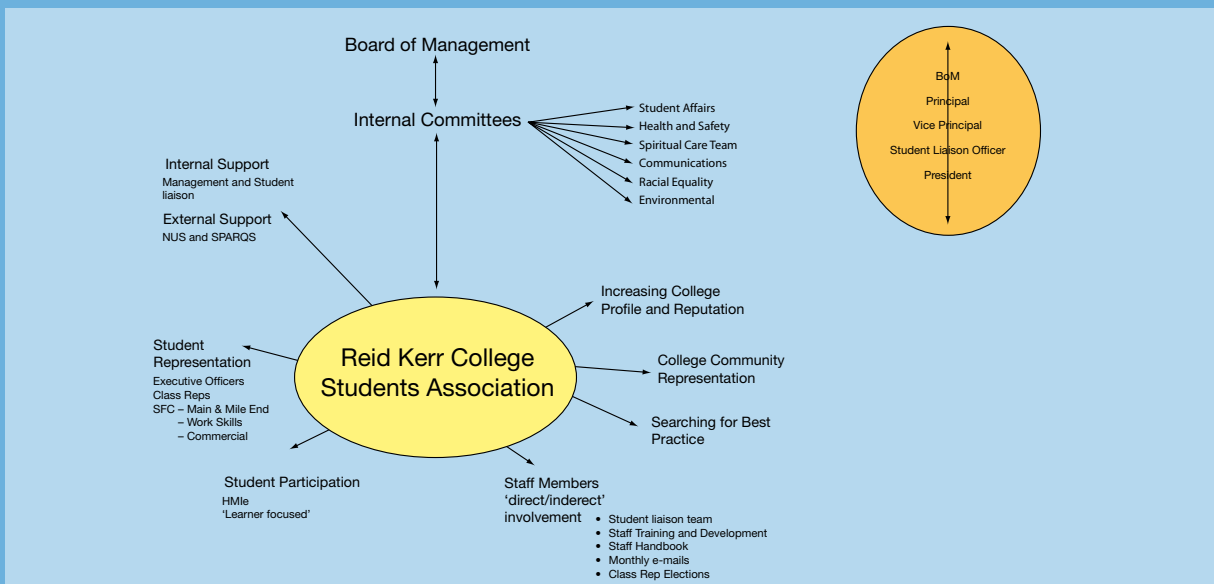 Board of Management
Internal Committees
Student Affairs
Health and Safety
Spiritual Care Team
Communications
Racial Equality
Environmental
BoM
Principal
Vice Principal
Student Liaison Officer
President
Internal Support
Management and Student
liaison
External Support
NUS and SPARQS
Increasing College
Profile and Reputation
Student
Representation
Executive Officers
Class Reps
SFC – Main & Mile End
– Work Skills
– Commercial
Reid Kerr College
Students Association
College Community
Representation
Searching for Best
Practice
Student Participation
HMIe
‘Learner focused’
Staff Members
‘direct/inderect’
involvement
• Student liaison team
• Staff Training and Development
• Staff Handbook
• Monthly e-mails
• Class Rep Elections